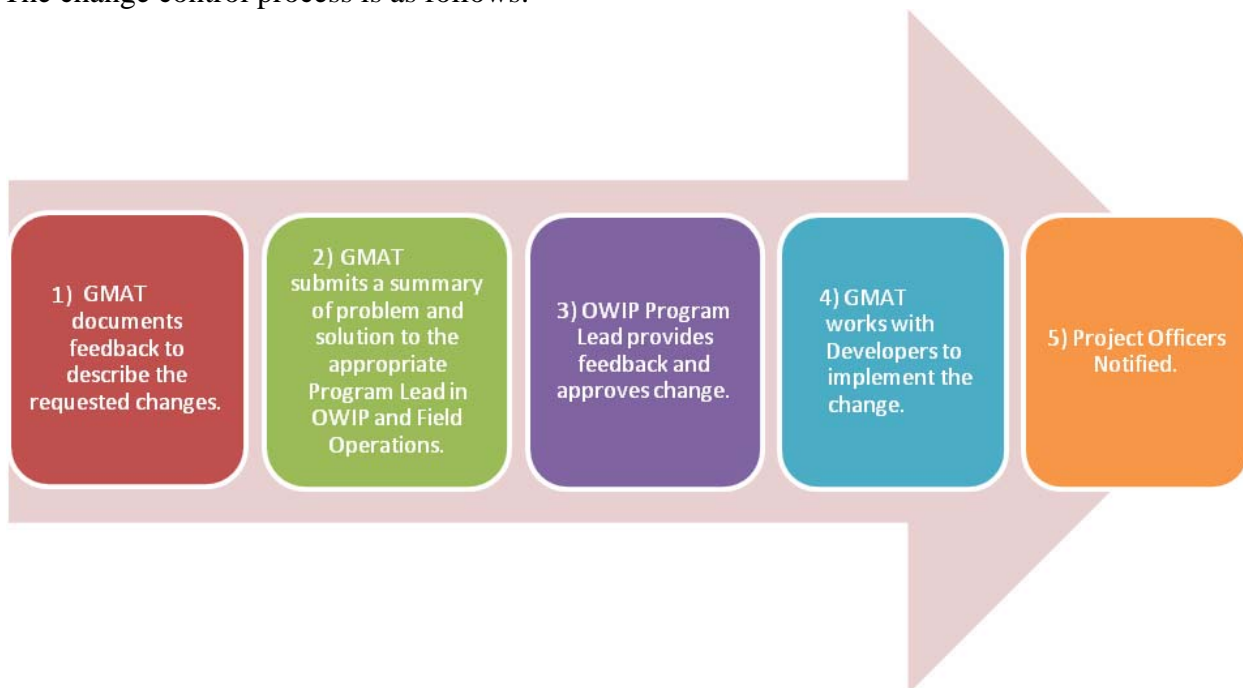 The change control process is as follows:
1) GMAT
documents
feedback to
describe the
requested changes.
2) GMAT
submits a summary
of problem and
solution to the
appropriate
Program Lead in
OWIP and Field
Operations.
3) OWIP Program
Lead provides
feedback and
approves change.
4) GMAT
works with
Developers to
implement the
change.
5) Project Officers
Notified.